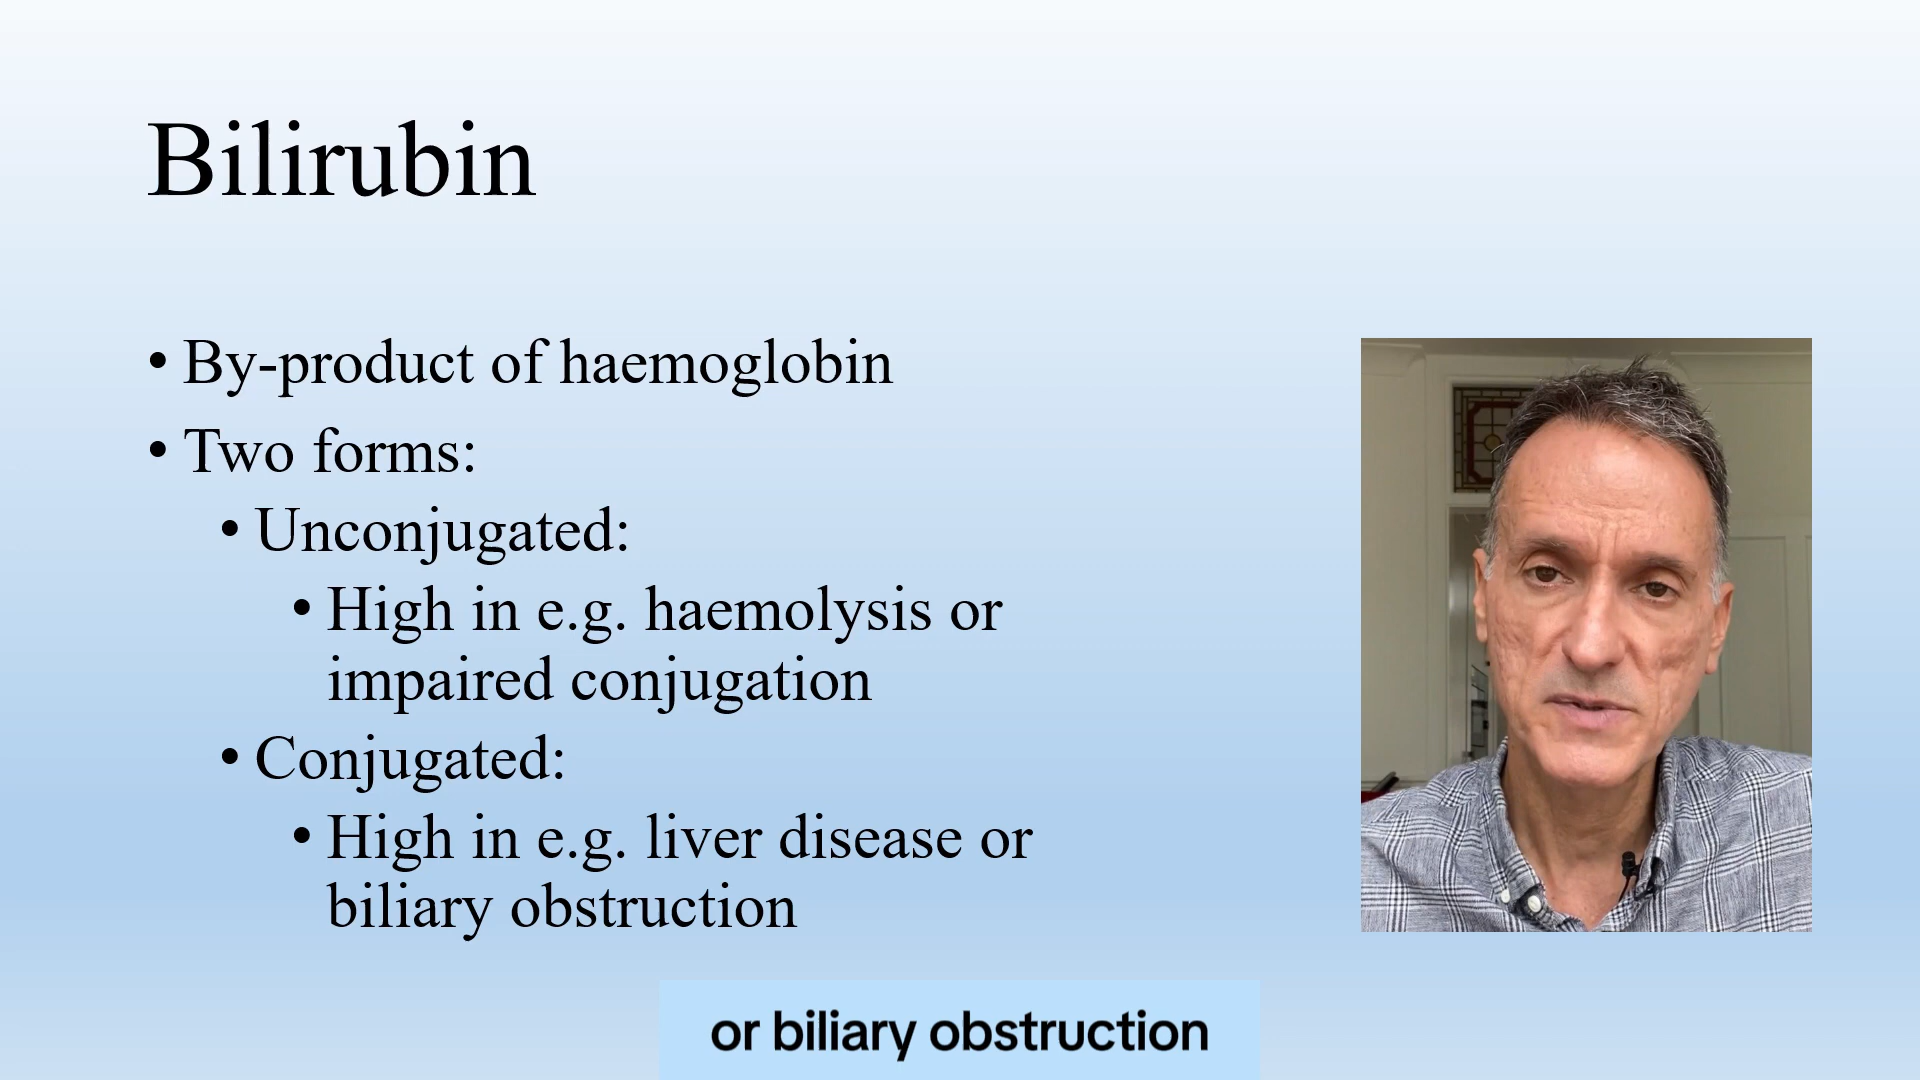 Bilirubin
• By-product of haemoglobin
• Two forms:
• Unconjugated:
• High in e.g. haemolysis or
impaired conjugation
• Conjugated:
• High in e.g. liver disease or
biliary obstruction
or biliary obstruction